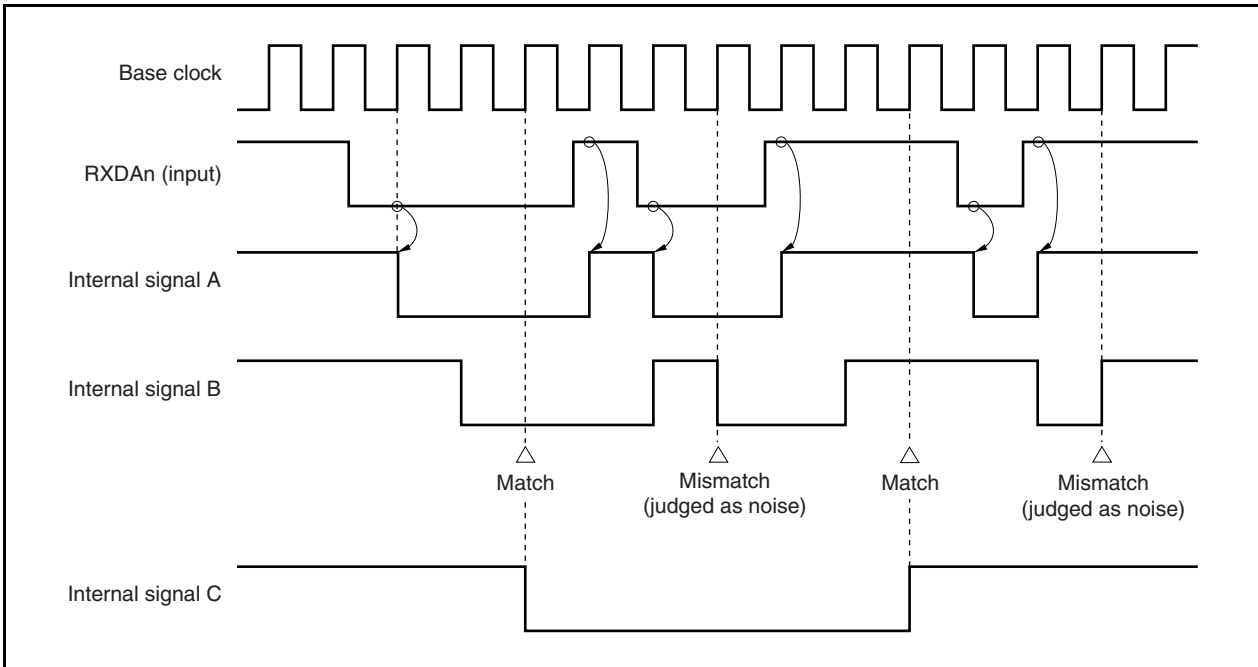 Base clock
RXDAn (input)
Internal signal A
Internal signal B
Match
Mismatch
(judged as noise)
Match
Mismatch
(judged as noise)
Internal signal C